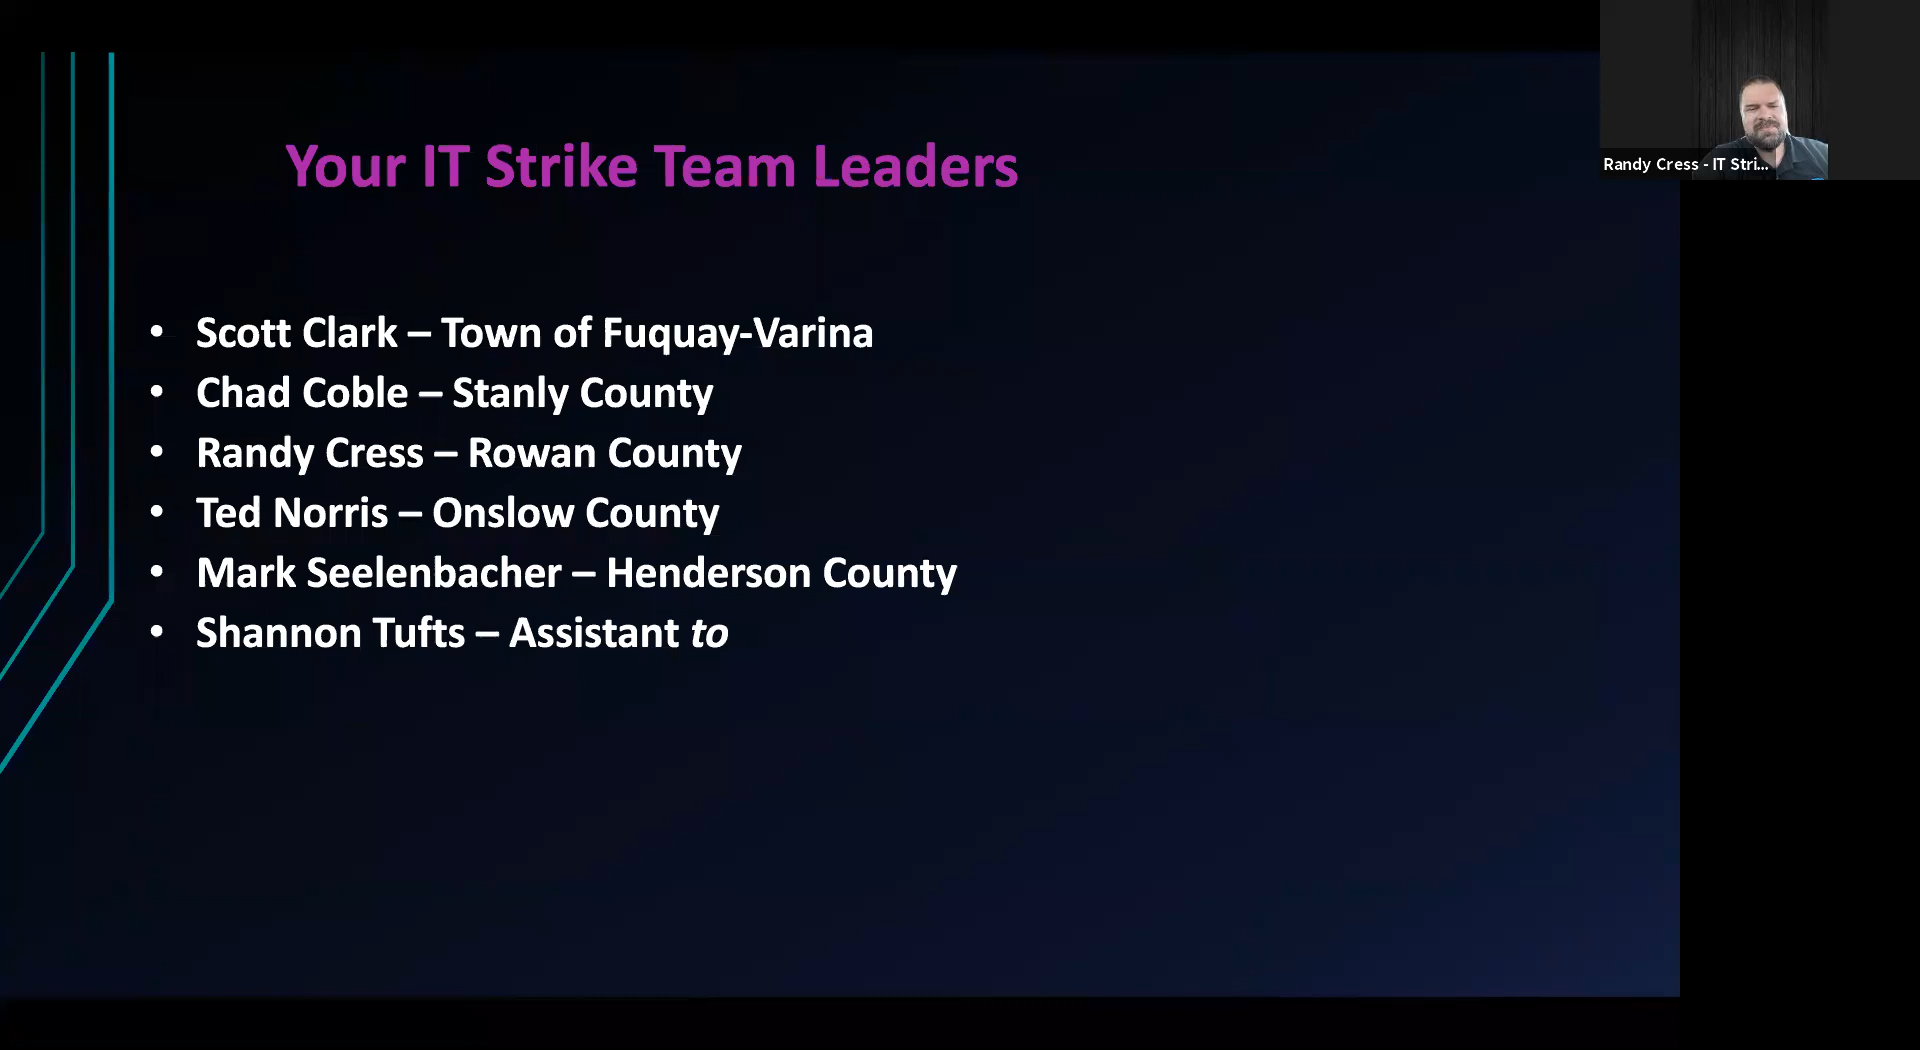 Your IT Strike Team Leaders
• Scott Clark – Town of Fuquay-Varina
• Chad Coble – Stanly County
• Randy Cress – Rowan County
• Ted Norris – Onslow County
• Mark Seelenbacher – Henderson County
• Shannon Tufts – Assistant to
Randy Cress - IT Stri...